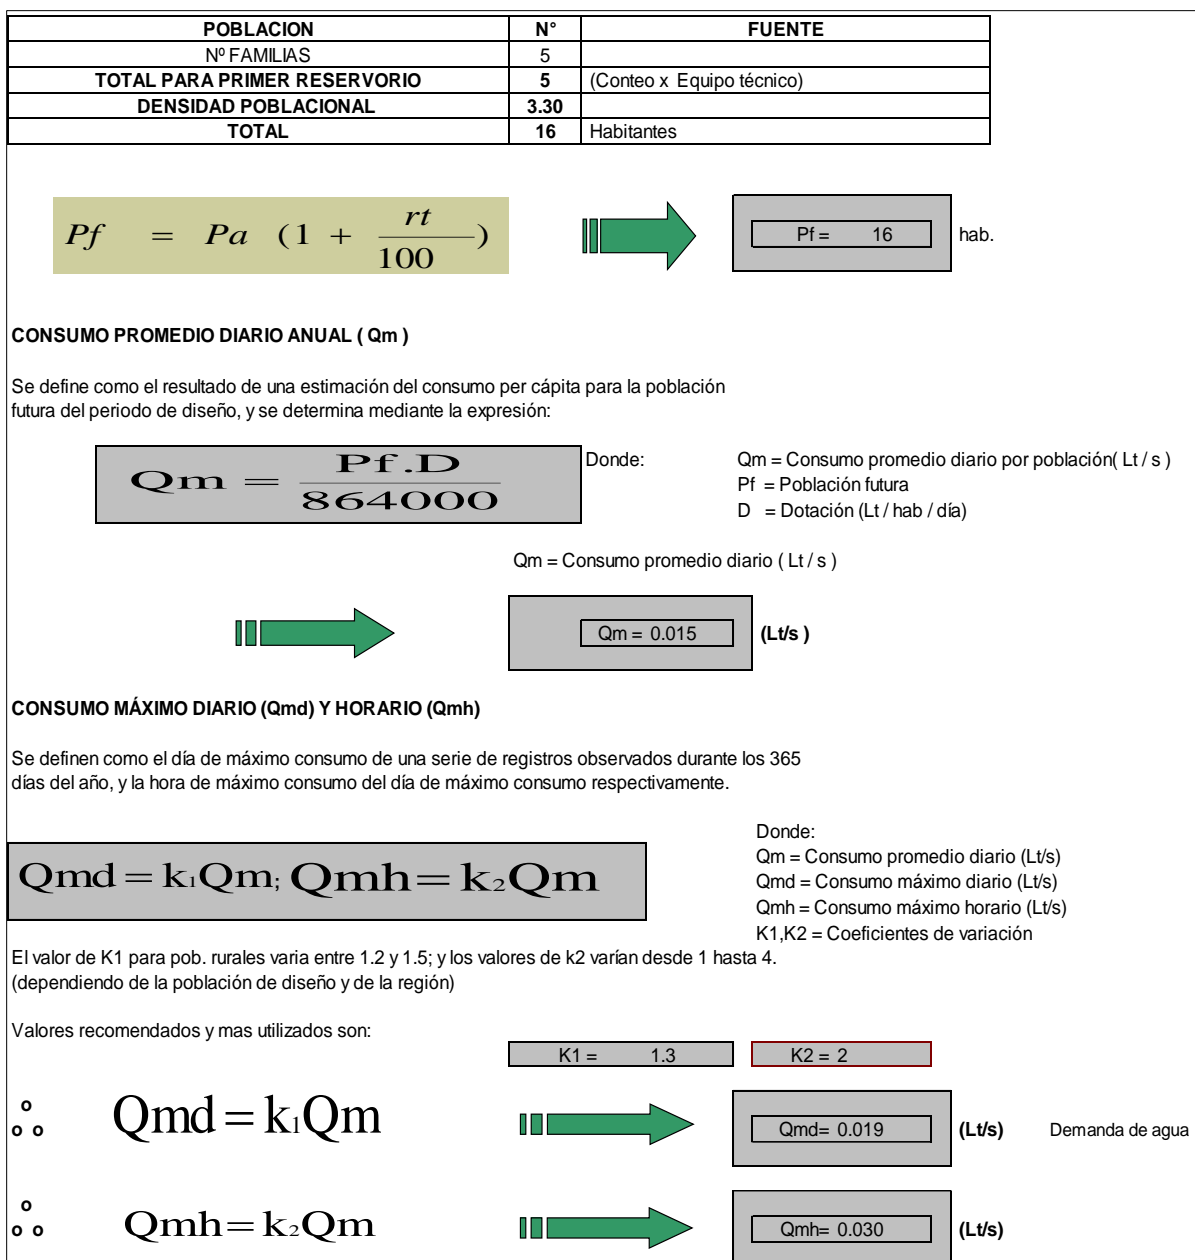 POBLACION N° FUENTE
Nº FAMILIAS 5
TOTAL PARA PRIMER RESERVORIO 5 (Conteo x Equipo técnico)
DENSIDAD POBLACIONAL 3.30
TOTAL 16 Habitantes
Pf = Pa (1 + rt/100) Pf = 16 hab.
CONSUMO PROMEDIO DIARIO ANUAL ( Qm )
Se define como el resultado de una estimación del consumo per cápita para la población
futura del periodo de diseño, y se determina mediante la expresión:
Qm = Pf.D/864000 Donde: Qm = Consumo promedio diario por población( Lt / s )
Pf = Población futura
D = Dotación (Lt / hab / día)
Qm = Consumo promedio diario ( Lt / s )
Qm = 0.015 (Lt/s )
CONSUMO MÁXIMO DIARIO (Qmd) Y HORARIO (Qmh)
Se definen como el día de máximo consumo de una serie de registros observados durante los 365
días del año, y la hora de máximo consumo del día de máximo consumo respectivamente.
Donde:
Qmd = k₁Qm; Qmh = k₂Qm Qm = Consumo promedio diario (Lt/s)
Qmd = Consumo máximo diario (Lt/s)
Qmh = Consumo máximo horario (Lt/s)
K1,K2 = Coeficientes de variación
El valor de K1 para pob. rurales varia entre 1.2 y 1.5; y los valores de k2 varían desde 1 hasta 4.
(dependiendo de la población de diseño y de la región)
Valores recomendados y mas utilizados son:
K1 = 1.3 K2 = 2
Qmd = k₁Qm Qmd= 0.019 (Lt/s) Demanda de agua
Qmh = k₂Qm Qmh= 0.030 (Lt/s)